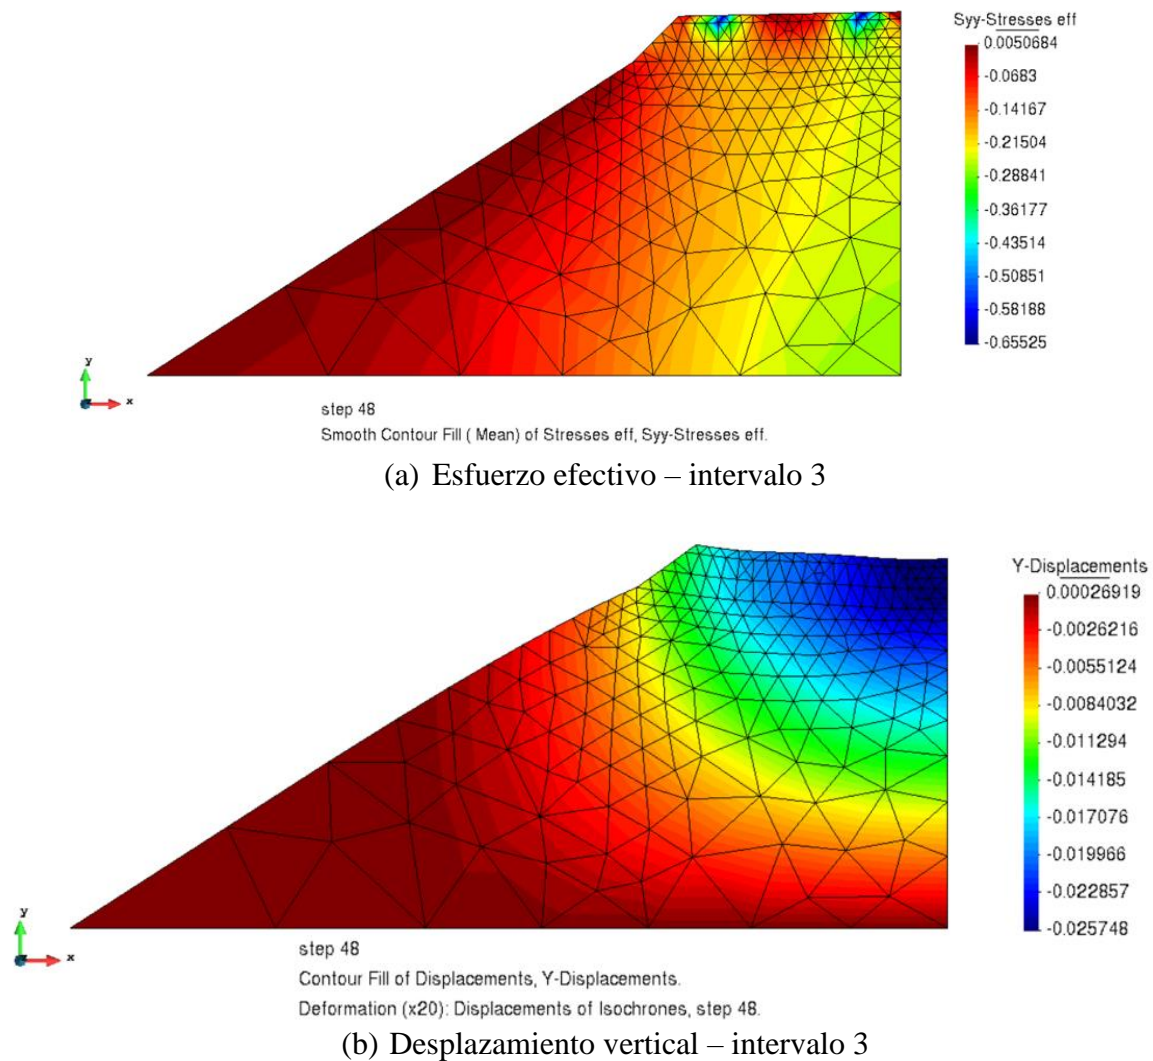 Syy-Stresses eff
0.0050684
-0.0683
-0.14167
-0.21504
-0.28841
-0.36177
-0.43514
-0.50851
-0.58188
-0.65525
y
x
step 48
Smooth Contour Fill ( Mean) of Stresses eff, Syy-Stresses eff.
(a) Esfuerzo efectivo – intervalo 3
Y-Displacements
0.00026919
-0.0026216
-0.0055124
-0.0084032
-0.011294
-0.014185
-0.017076
-0.019966
-0.022857
-0.025748
y
x
step 48
Contour Fill of Displacements, Y-Displacements.
Deformation (x20): Displacements of Isochrones, step 48.
(b) Desplazamiento vertical – intervalo 3